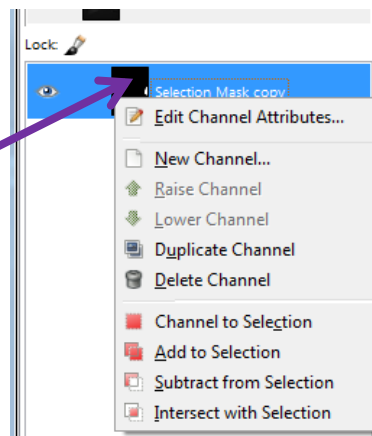 Lock:
Selection Mask copy
Edit Channel Attributes...
New Channel...
Raise Channel
Lower Channel
Duplicate Channel
Delete Channel
Channel to Selection
Add to Selection
Subtract from Selection
Intersect with Selection